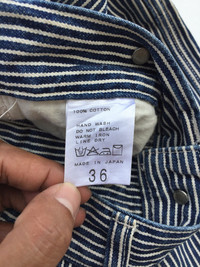 100% COTTON
HAND WASH
DO NOT BLEACH
WARM IRON
LINE DRY
MADE IN JAPAN
36